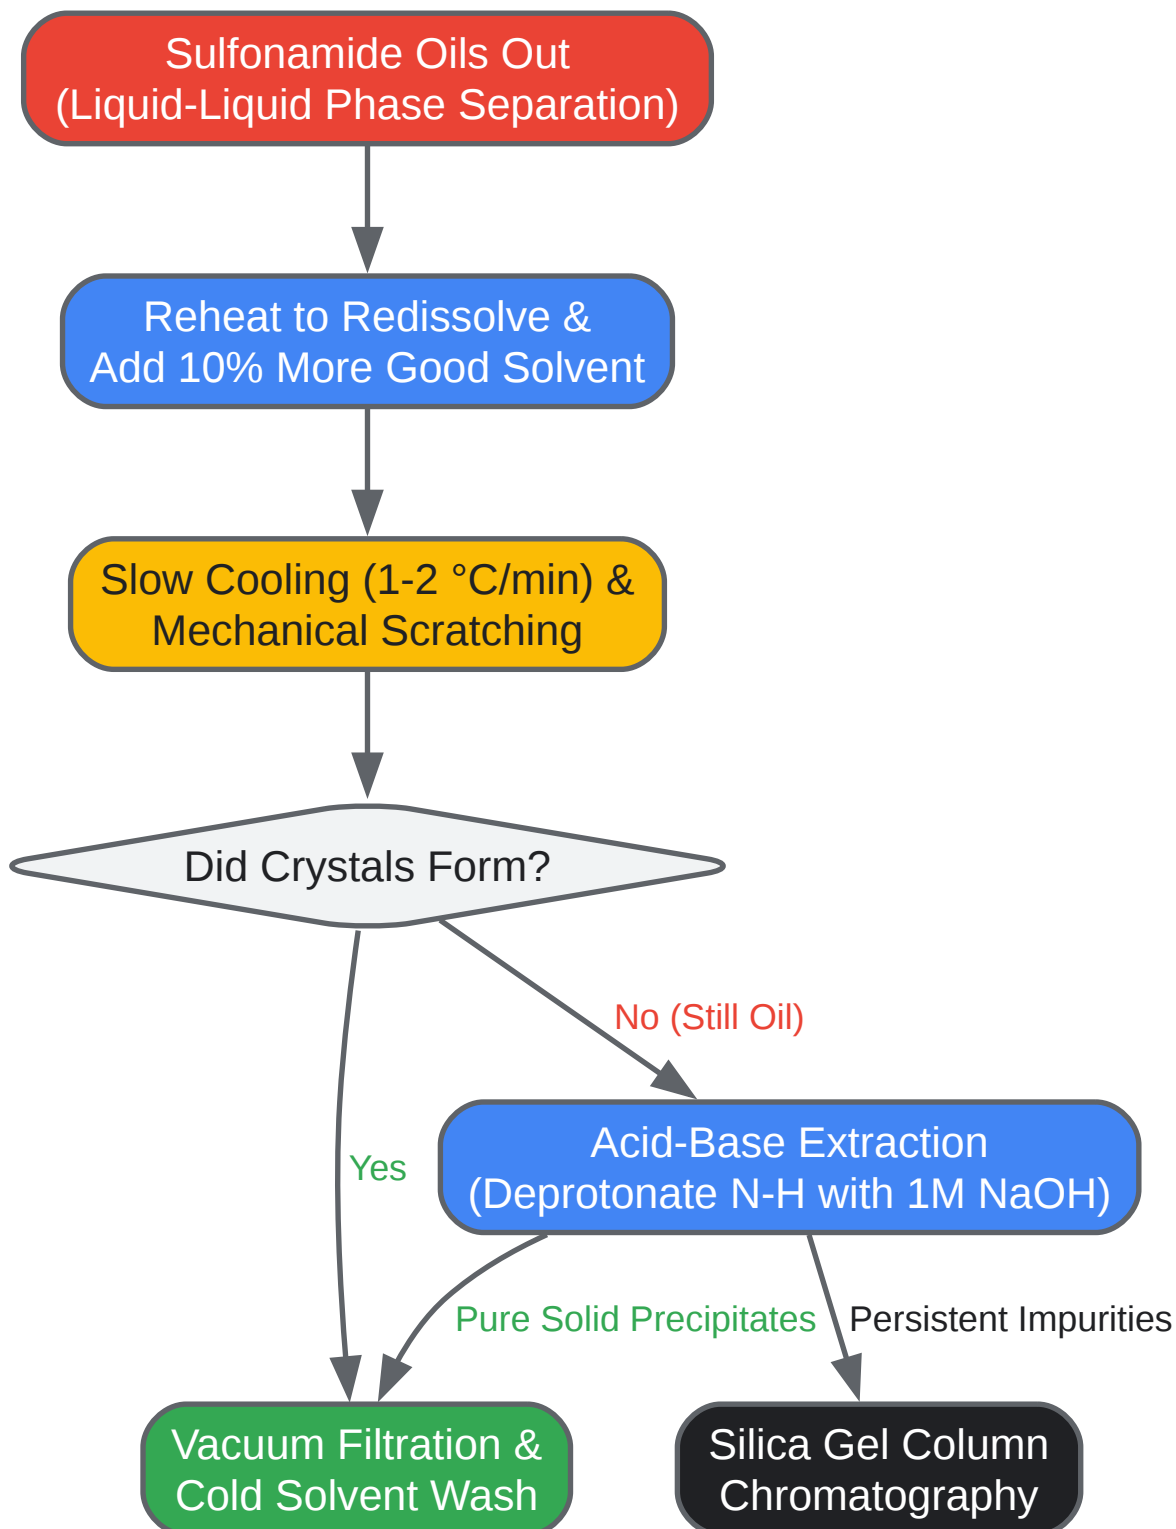 Sulfonamide Oils Out
(Liquid-Liquid Phase Separation)
Reheat to Redissolve &
Add 10% More Good Solvent
Slow Cooling (1-2 °C/min) &
Mechanical Scratching
Did Crystals Form?
No (Still Oil)
Acid-Base Extraction
(Deprotonate N-H with 1M NaOH)
Yes
Pure Solid Precipitates
Persistent Impurities
Vacuum Filtration &
Cold Solvent Wash
Silica Gel Column
Chromatography